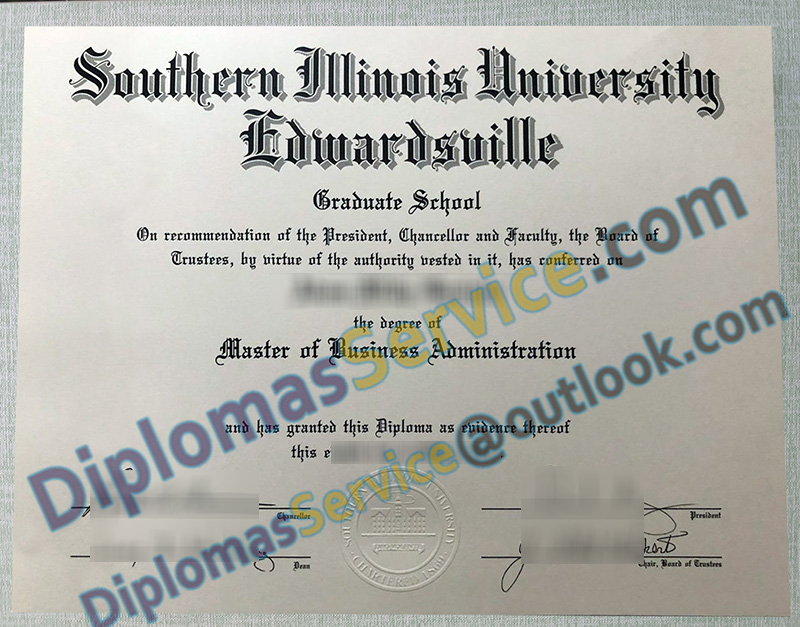 Southern Illinois University
Edwardsville
Graduate School
On recommendation of the President, Chancellor and Faculty, the Board of
Trustees, by virtue of the authority vested in it, has conferred on
the degree of
Master of Business Administration
and has granted this Diploma as evidence thereof
this
Chancellor
President
Dean
Chair, Board of Trustees
DiplomasService.com
DiplomasService@outlook.com